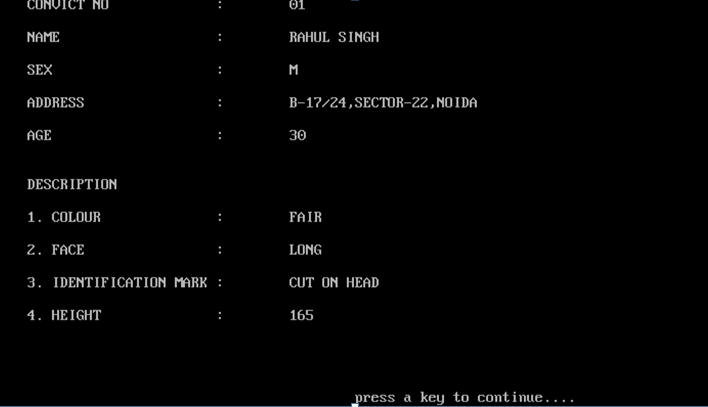 CONVICT NO : 01
NAME : RAHUL SINGH
SEX : M
ADDRESS : B-17/24,SECTOR-22,NOIDA
AGE : 30
DESCRIPTION
1. COLOUR : FAIR
2. FACE : LONG
3. IDENTIFICATION MARK : CUT ON HEAD
4. HEIGHT : 165
press a key to continue....